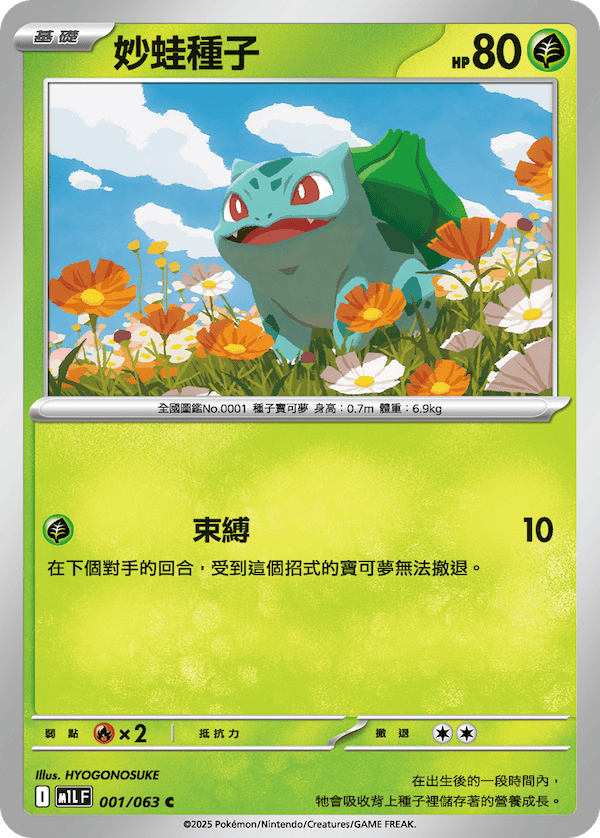 基礎 妙蛙種子 HP80
全國圖鑑No.0001 種子寶可夢 身高：0.7m 體重：6.9kg
束縛 10
在下個對手的回合，受到這個招式的寶可夢無法撤退。
弱點 ×2 抵抗力 撤退
Illus. HYOGONOSUKE
I M1LF 001/063 C
在出生後的一段時間內，
牠會吸收背上種子裡儲存著的營養成長。
©2025 Pokémon/Nintendo/Creatures/GAME FREAK.